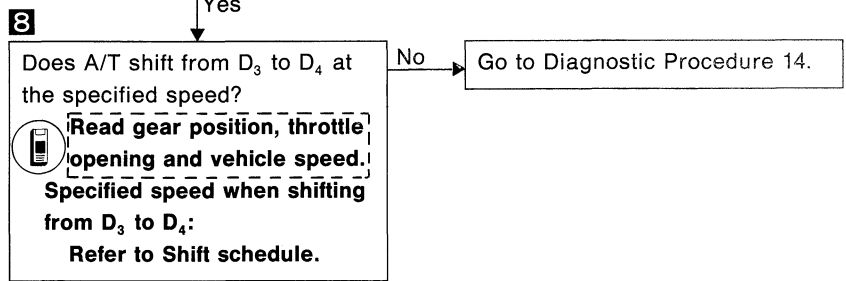 Yes
8
Does A/T shift from D₃ to D₄ at
the specified speed?
Read gear position, throttle
opening and vehicle speed.
Specified speed when shifting
from D₃ to D₄:
Refer to Shift schedule.
No
Go to Diagnostic Procedure 14.